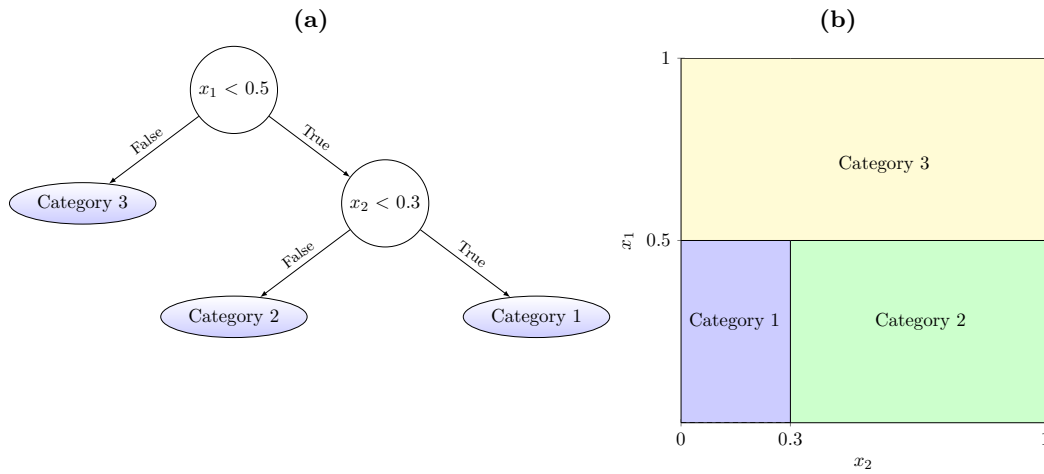 (a)
x₁ < 0.5
False
True
Category 3
x₂ < 0.3
False
True
Category 2
Category 1
(b)
1
Category 3
x₁
0.5
Category 1
Category 2
0
0.3
1
x₂